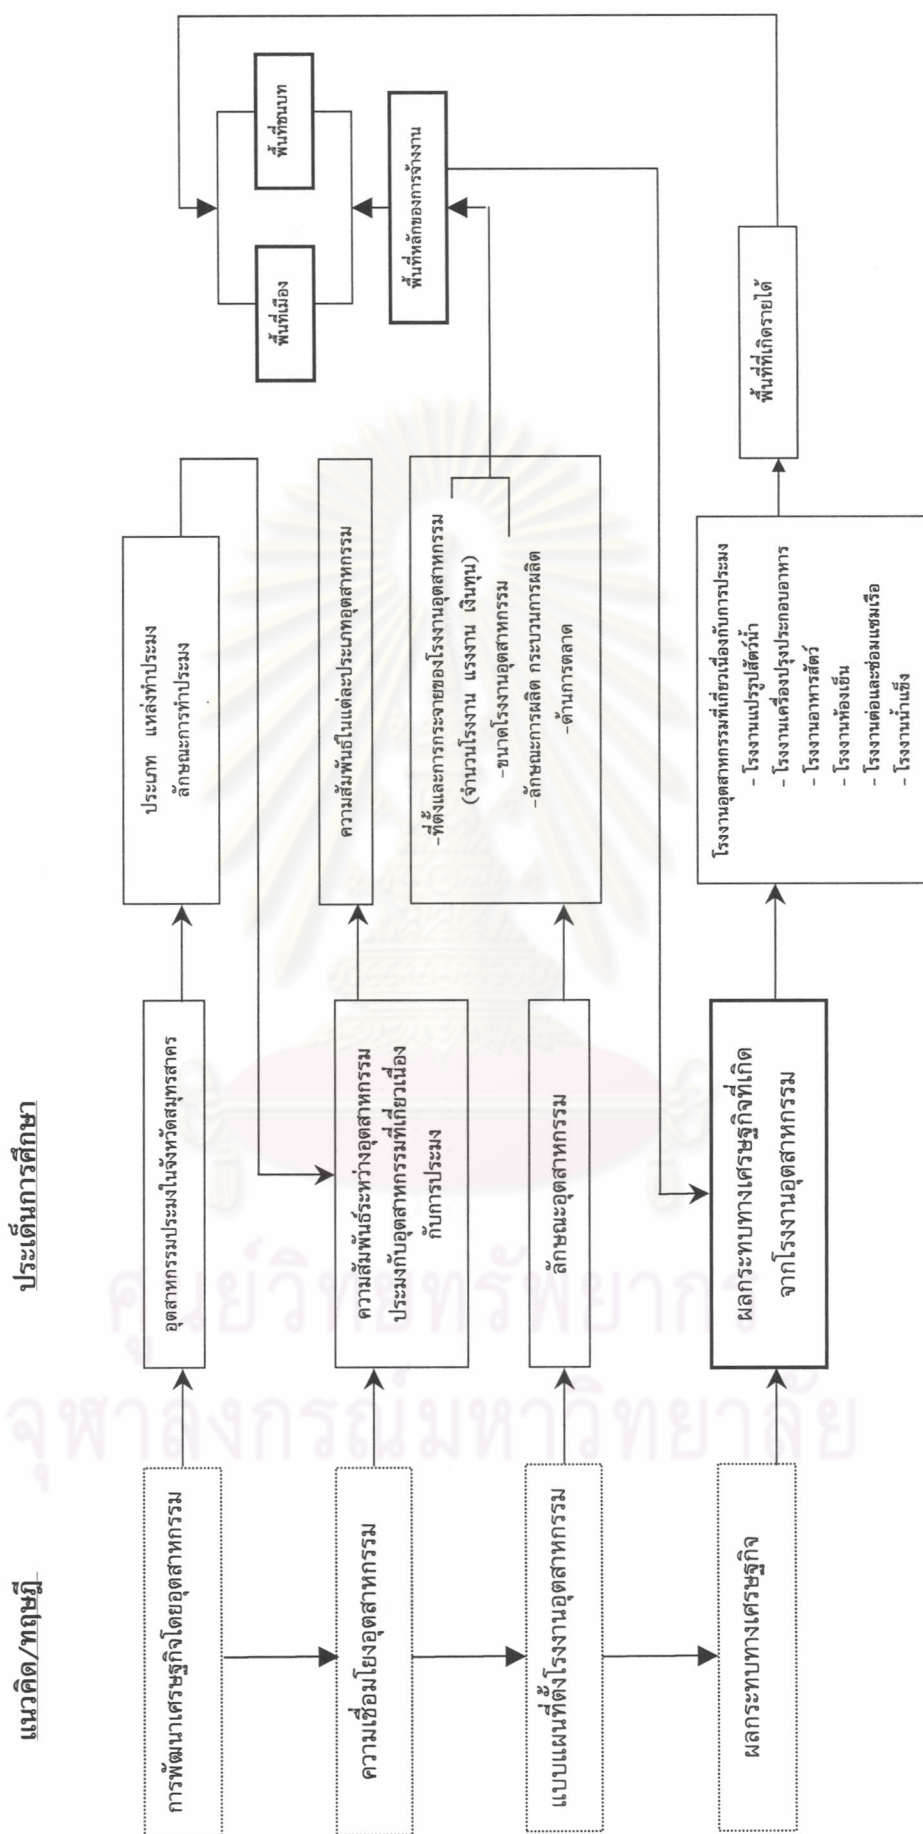 แนวคิด/ทฤษฎี
ประเด็นการศึกษา
การพัฒนาเศรษฐกิจโดยอุตสาหกรรม
อุตสาหกรรมประมงในจังหวัดสมุทรสาคร
ประเภท แหล่งทำประมง
ลักษณะการทำประมง
ความเชื่อมโยงอุตสาหกรรม
ความสัมพันธ์ระหว่างอุตสาหกรรม
ประมงกับอุตสาหกรรมที่เกี่ยวเนื่อง
กับการประมง
ความสัมพันธ์ในแต่ละประเภทอุตสาหกรรม
พื้นที่เมือง
พื้นที่ชนบท
พื้นที่หลักของการจ้างงาน
แบบแผนที่ตั้งโรงงานอุตสาหกรรม
ลักษณะอุตสาหกรรม
-ที่ตั้งและการกระจายของโรงงานอุตสาหกรรม
(จำนวนโรงงาน แรงงาน เงินทุน)
-ขนาดโรงงานอุตสาหกรรม
-ลักษณะการผลิต กระบวนการผลิต
-ด้านการตลาด
ผลกระทบทางเศรษฐกิจ
ผลกระทบทางเศรษฐกิจที่เกิด
จากโรงงานอุตสาหกรรม
โรงงานอุตสาหกรรมที่เกี่ยวเนื่องกับการประมง
- โรงงานแปรรูปสัตว์น้ำ
- โรงงานเครื่องปรุงประกอบอาหาร
- โรงงานอาหารสัตว์
- โรงงานห้องเย็น
- โรงงานต่อและซ่อมแซมเรือ
- โรงงานน้ำแข็ง
พื้นที่ที่เกิดรายได้
ศูนย์วิทยทรัพยากร
จุฬาลงกรณ์มหาวิทยาลัย